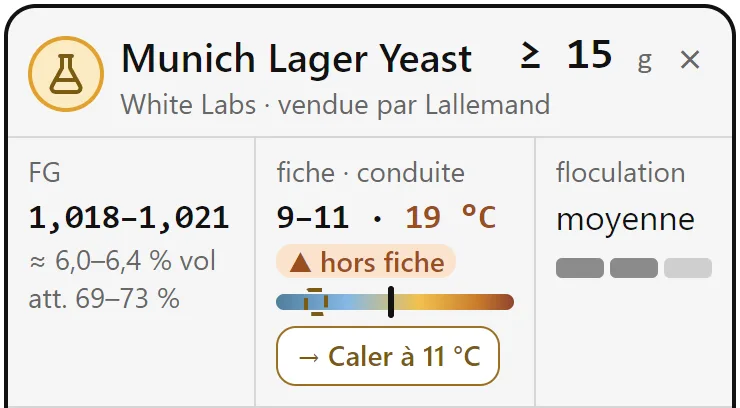 Munich Lager Yeast ≥ 15 g ×
White Labs · vendue par Lallemand
FG
1,018–1,021
≈ 6,0–6,4 % vol
att. 69–73 %
fiche · conduite
9–11 · 19 °C
▲ hors fiche
→ Caler à 11 °C
floculation
moyenne